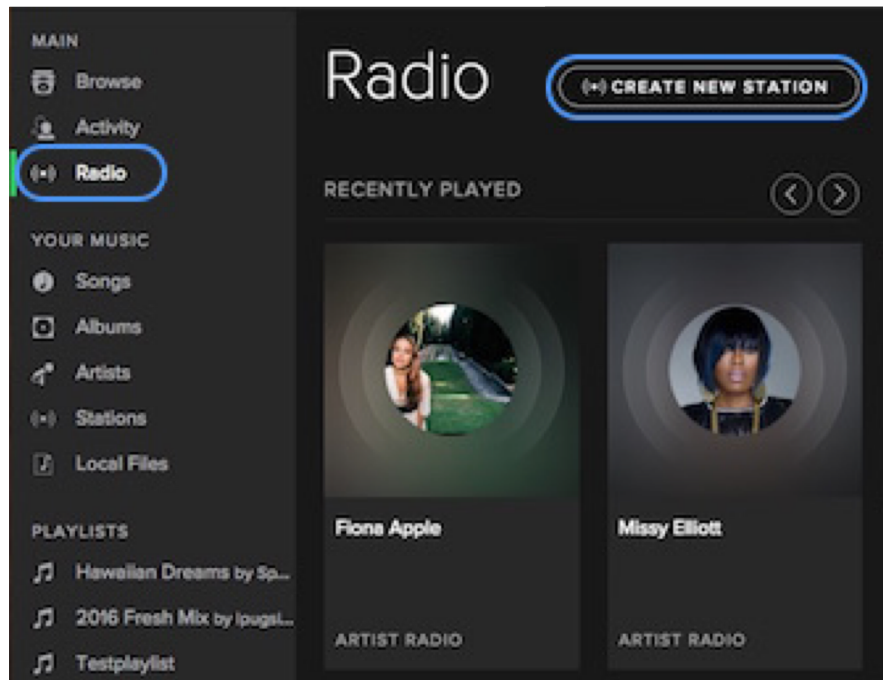 MAIN
Browse
Activity
Radio
YOUR MUSIC
Songs
Albums
Artists
Stations
Local Files
PLAYLISTS
Hawaiian Dreams by Sp...
2016 Fresh Mix by lpugsl...
Testplaylist
Radio
CREATE NEW STATION
RECENTLY PLAYED
Fiona Apple
ARTIST RADIO
Missy Elliott
ARTIST RADIO